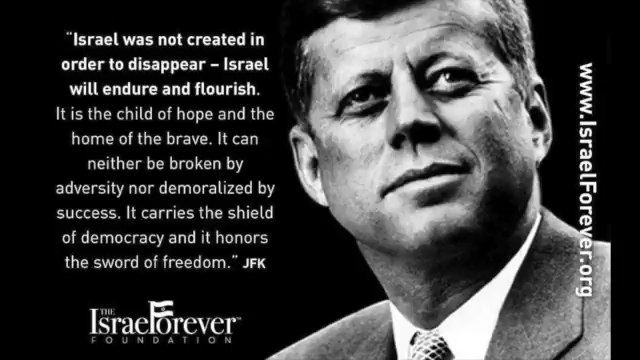 "Israel was not created in
order to disappear – Israel
will endure and flourish.
It is the child of hope and the
home of the brave. It can
neither be broken by
adversity nor demoralized by
success. It carries the shield
of democracy and it honors
the sword of freedom." JFK
THE
IsraelForever™
FOUNDATION
www.IsraelForever.org